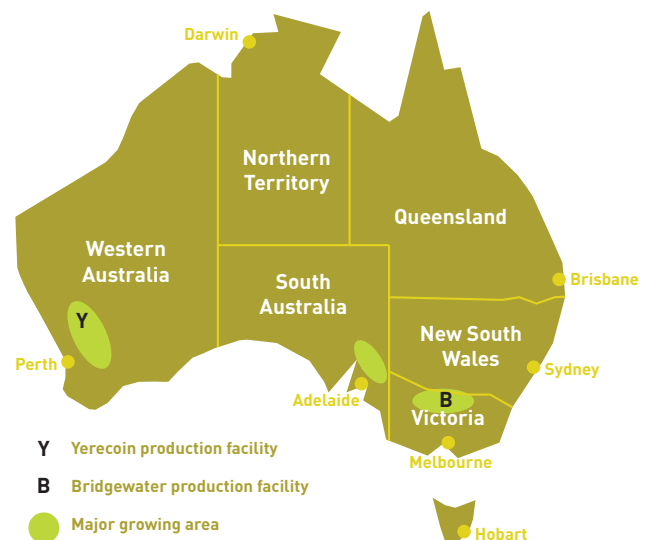 Darwin
Northern
Territory
Queensland
Western
Australia
South
Australia
Brisbane
Y
New South
Wales
Perth
Sydney
Adelaide
B
Victoria
Melbourne
Y Yerecoin production facility
B Bridgewater production facility
Major growing area
Hobart